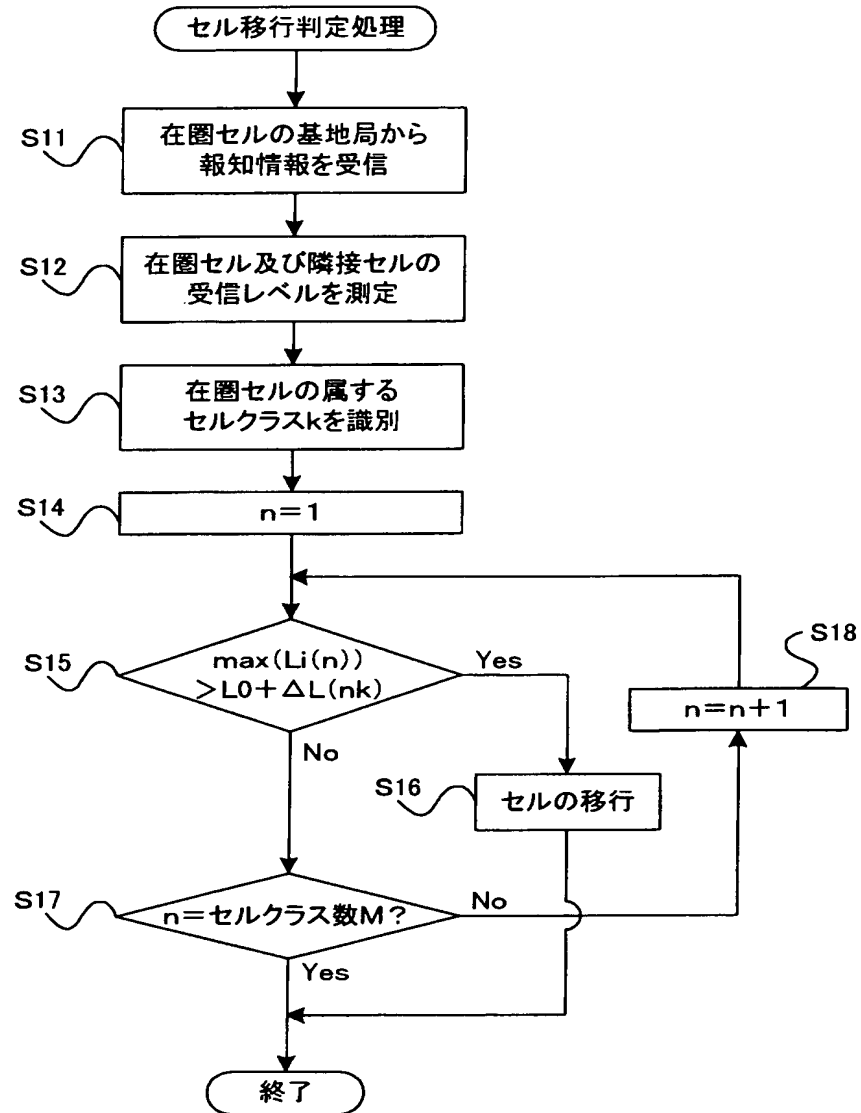 セル移行判定処理
S11
在圏セルの基地局から
報知情報を受信
S12
在圏セル及び隣接セルの
受信レベルを測定
S13
在圏セルの属する
セルクラスkを識別
S14
n=1
S15
max(Li(n))
>L0+ΔL(nk)
Yes
No
S18
n=n+1
S16
セルの移行
S17
n=セルクラス数M?
No
Yes
終了